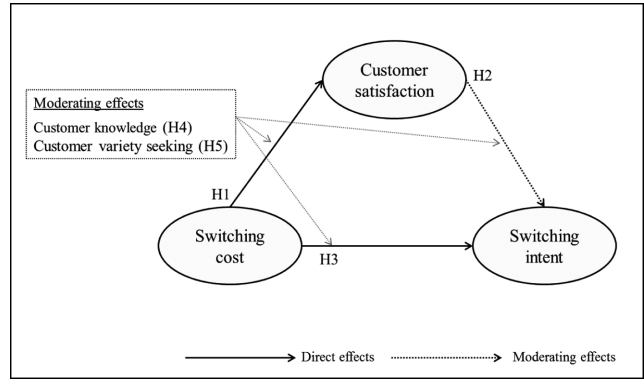 Customer
satisfaction
H2
Moderating effects
Customer knowledge (H4)
Customer variety seeking (H5)
H1
Switching
cost
H3
Switching
intent
Direct effects
Moderating effects